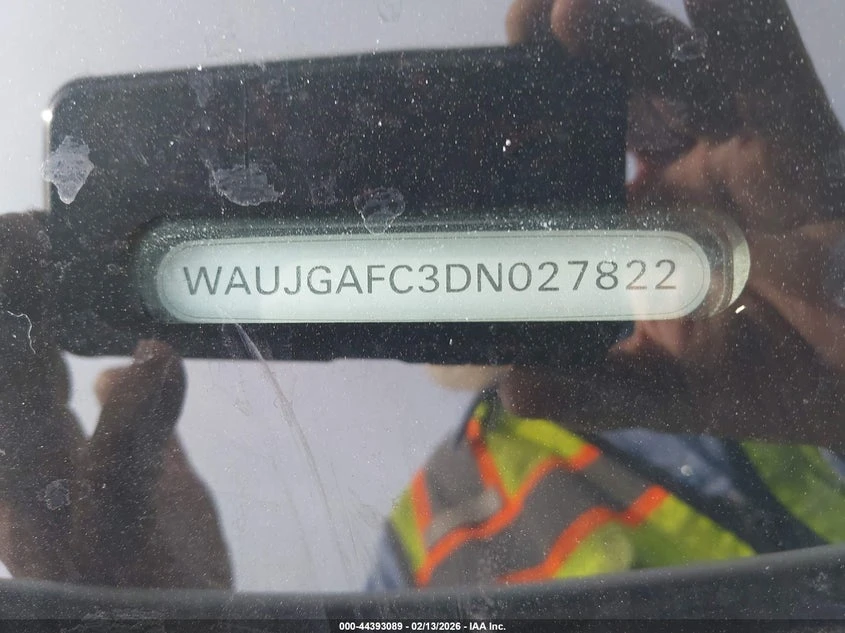 WAUJGAFC3DN027822
000-44393089 - 02/13/2026 - IAA Inc.